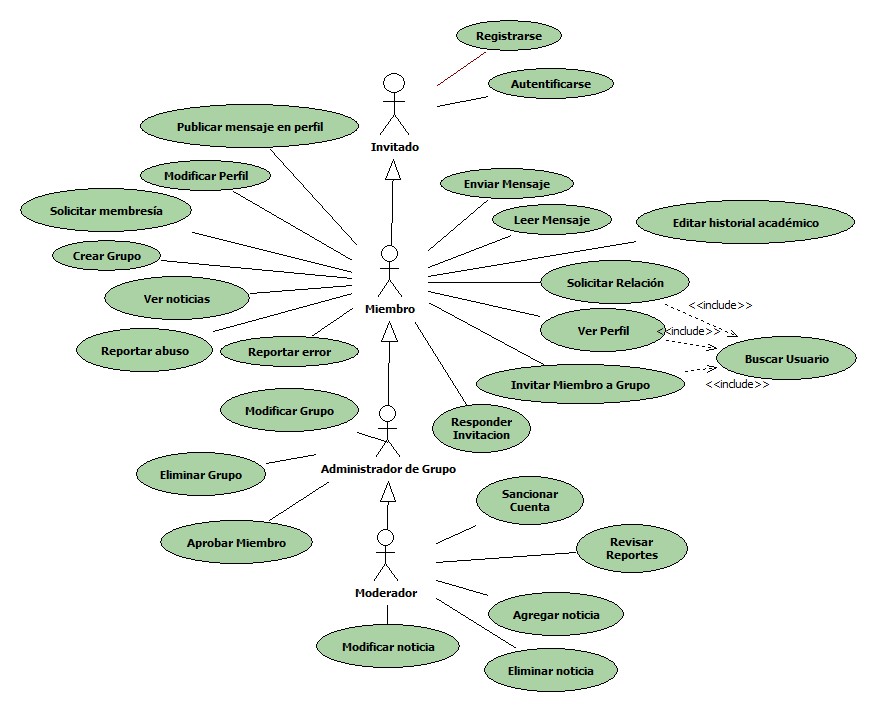 Registrarse
Autentificarse
Invitado
Publicar mensaje en perfil
Modificar Perfil
Enviar Mensaje
Solicitar membresía
Leer Mensaje
Editar historial académico
Crear Grupo
Solicitar Relación
Ver noticias
<<include>>
Miembro
Ver Perfil
<<include>>
Reportar abuso
Reportar error
Buscar Usuario
Invitar Miembro a Grupo
<<include>>
Modificar Grupo
Responder
Invitacion
Administrador de Grupo
Eliminar Grupo
Sancionar
Cuenta
Aprobar Miembro
Revisar
Reportes
Moderador
Agregar noticia
Modificar noticia
Eliminar noticia